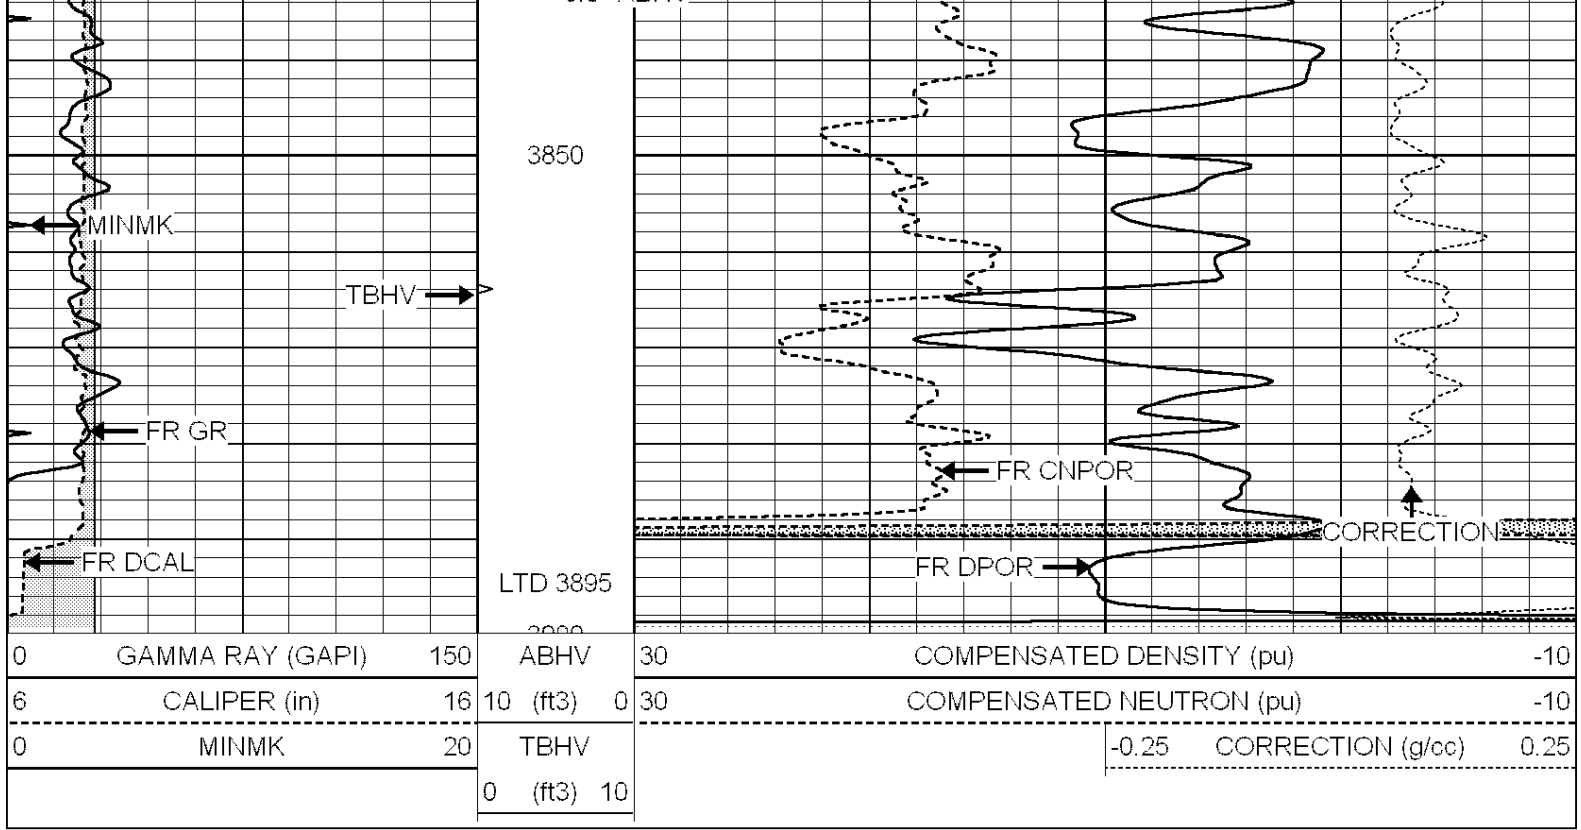 3850
MINMK
TBHV
FR GR
FR CNPOR
CORRECTION
FR DCAL
FR DPOR
LTD 3895
0 GAMMA RAY (GAPI) 150
ABHV
30 COMPENSATED DENSITY (pu) -10
6 CALIPER (in) 16
10 (ft3) 0
30 COMPENSATED NEUTRON (pu) -10
0 MINMK 20
TBHV
-0.25 CORRECTION (g/cc) 0.25
0 (ft3) 10